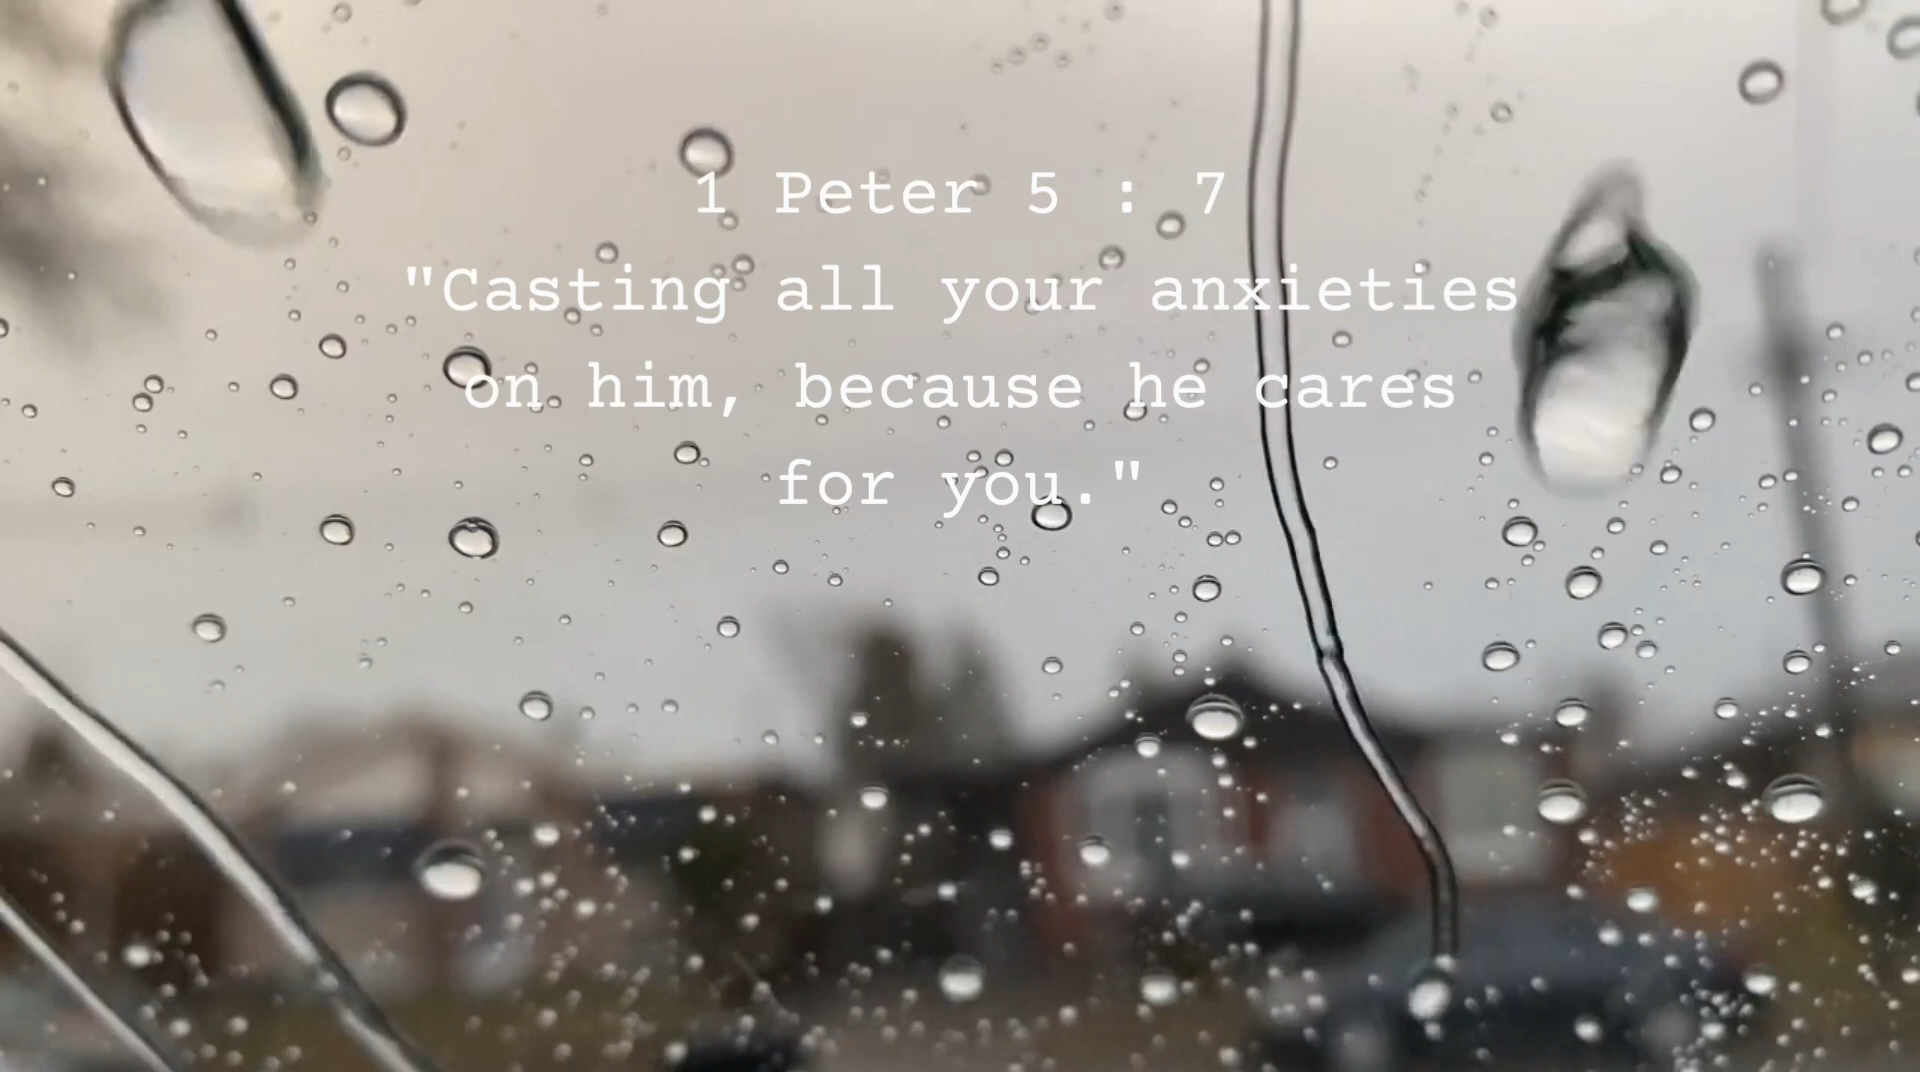 1 Peter 5 : 7
"Casting all your anxieties
on him, because he cares
for you."